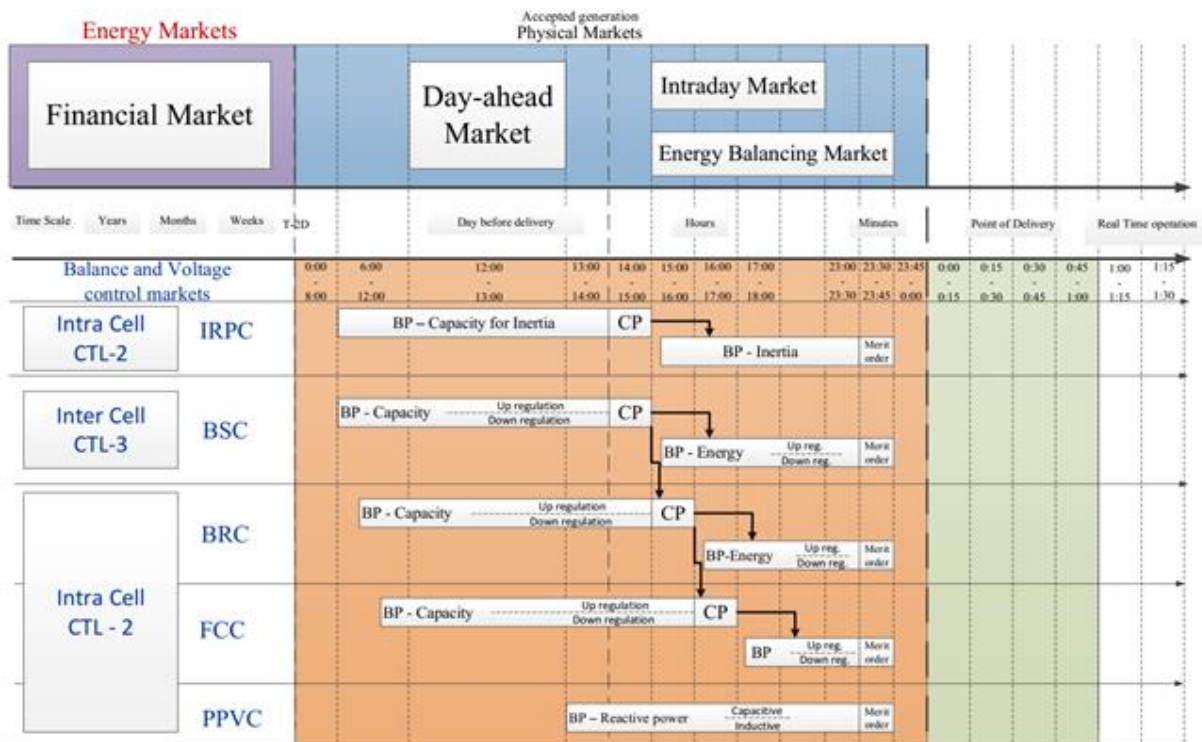 Accepted generation
Energy Markets
Physical Markets
Financial Market
Day-ahead
Market
Intraday Market
Energy Balancing Market
Time Scale Years Months Weeks T-2D Day before delivery Hours Minutes Point of Delivery Real Time operation
Balance and Voltage
control markets
0:00 6:00 12:00 13:00 14:00 15:00 16:00 17:00 23:00 23:30 23:45 0:00 0:15 0:30 0:45 1:00 1:15
- - - - - - - - - - - - - - - - -
8:00 12:00 13:00 14:00 15:00 16:00 17:00 18:00 23:30 23:45 0:00 0:15 0:30 0:45 1:00 1:15 1:30
Intra Cell
CTL-2
IRPC
BP – Capacity for Inertia
CP
BP - Inertia
Merit
order
Inter Cell
CTL-3
BSC
BP - Capacity
Up regulation
Down regulation
CP
BP - Energy
Up reg.
Down reg.
Merit
order
BRC
BP - Capacity
Up regulation
Down regulation
CP
BP-Energy
Up reg.
Down reg.
Merit
order
Intra Cell
CTL - 2
FCC
BP - Capacity
Up regulation
Down regulation
CP
BP
Up reg.
Down reg.
Merit
order
PPVC
BP – Reactive power
Capacitive
Inductive
Merit
order